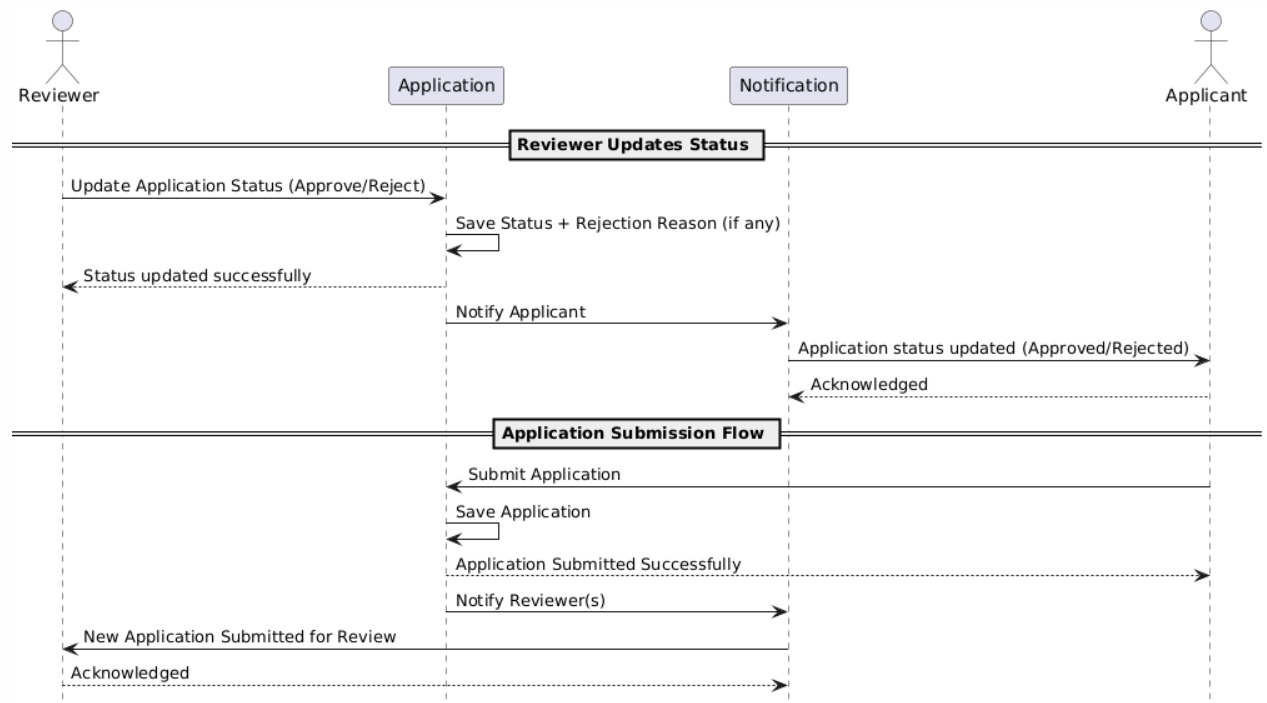 Reviewer
Application
Notification
Applicant
Reviewer Updates Status
Update Application Status (Approve/Reject)
Save Status + Rejection Reason (if any)
Status updated successfully
Notify Applicant
Application status updated (Approved/Rejected)
Acknowledged
Application Submission Flow
Submit Application
Save Application
Application Submitted Successfully
Notify Reviewer(s)
New Application Submitted for Review
Acknowledged